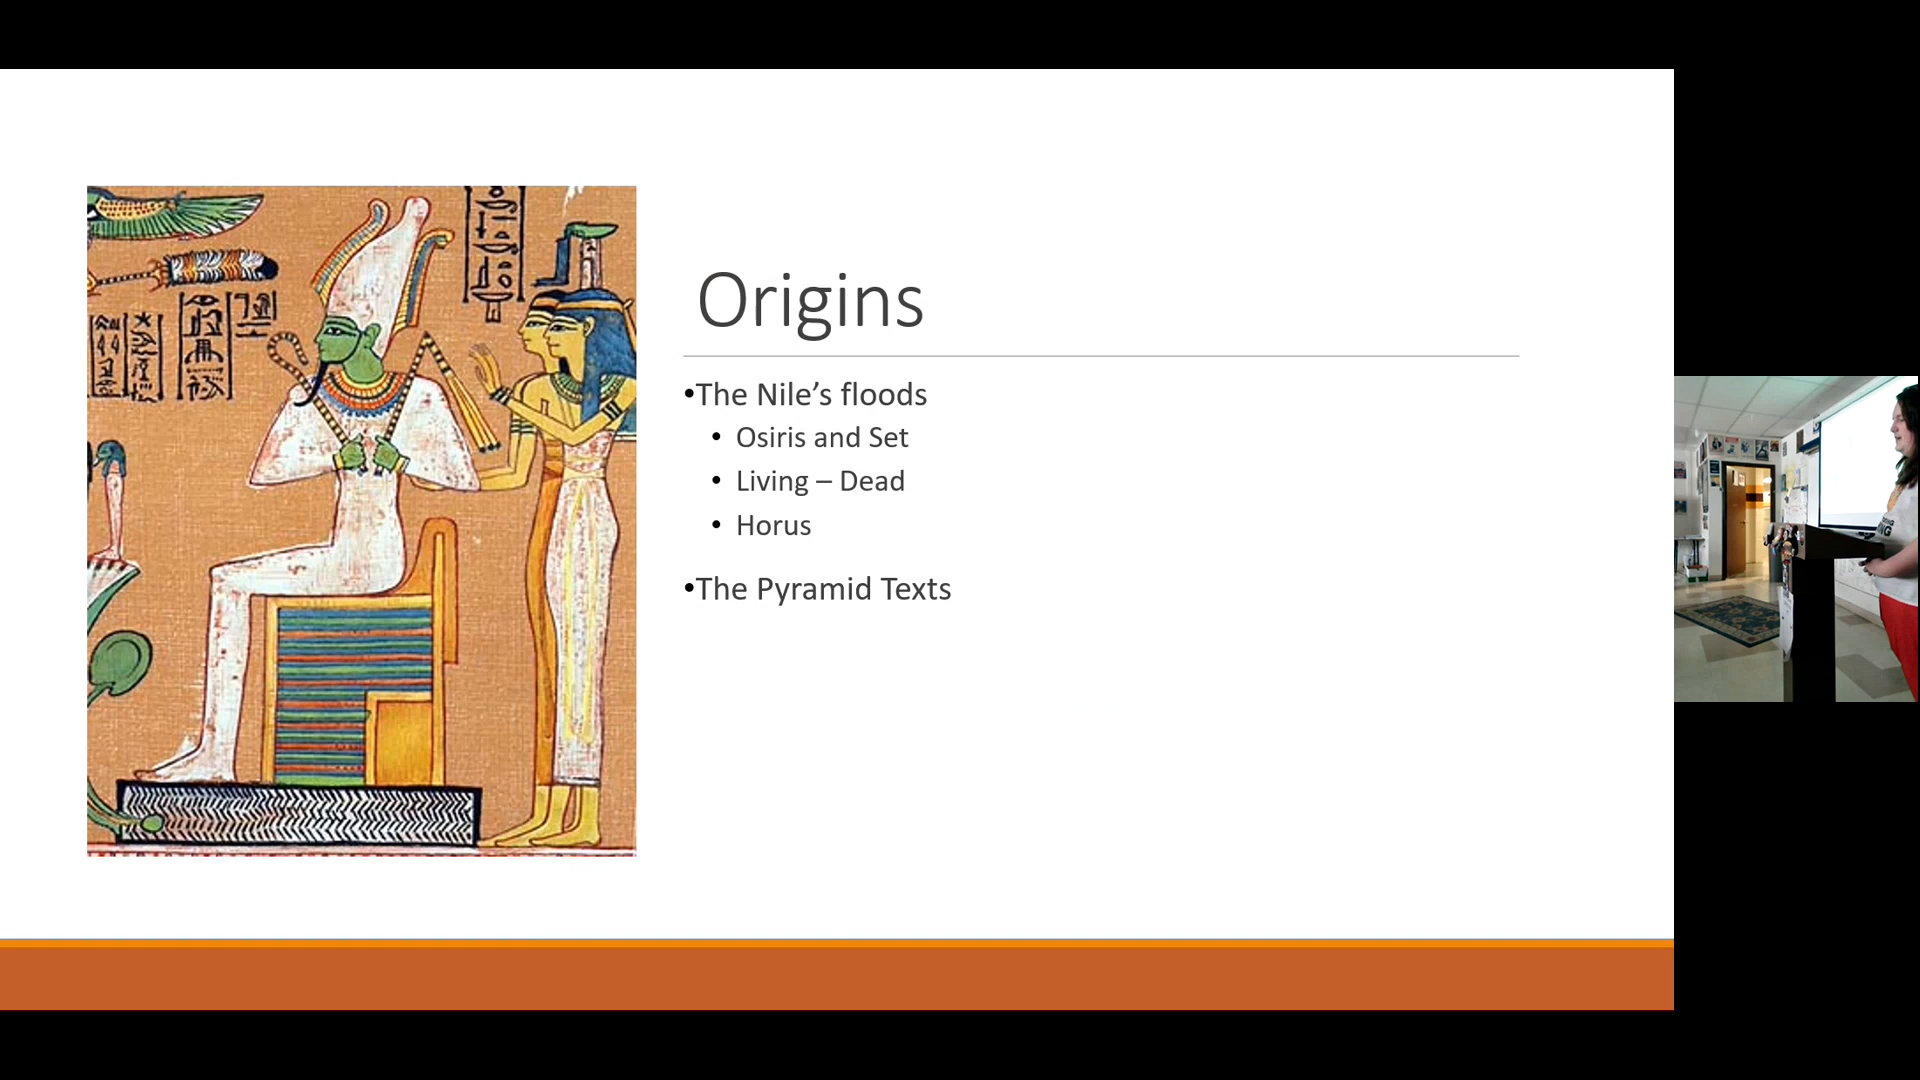 Origins
•The Nile’s floods
• Osiris and Set
• Living – Dead
• Horus
•The Pyramid Texts